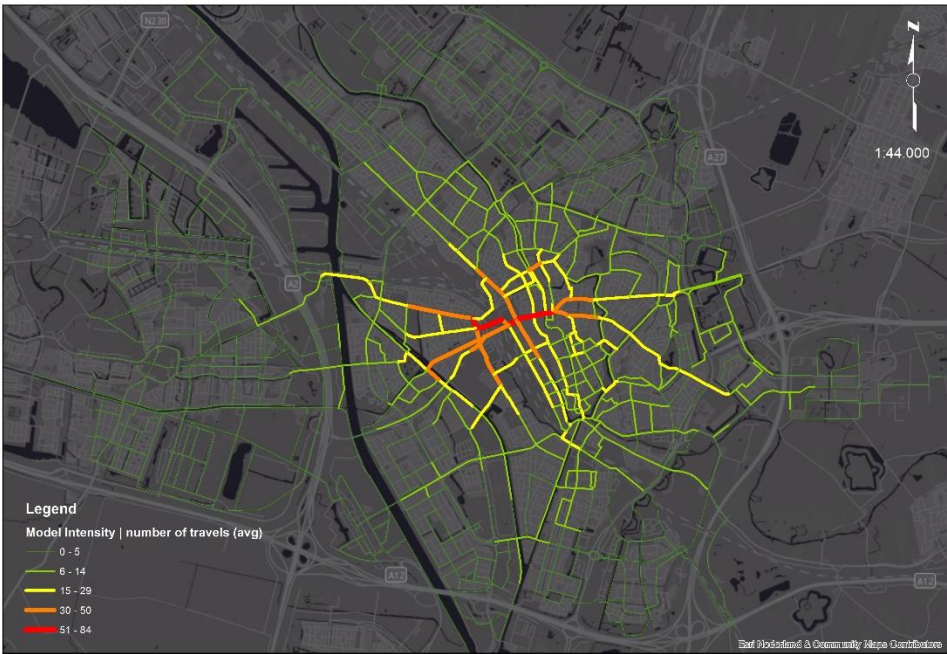 N230
N
A27
1:44.000
A2
Legend
Model Intensity | number of travels (avg)
0 - 5
6 - 14
15 - 29
30 - 50
51 - 84
A12
A12
Esri Nederland & Community Maps Contributors